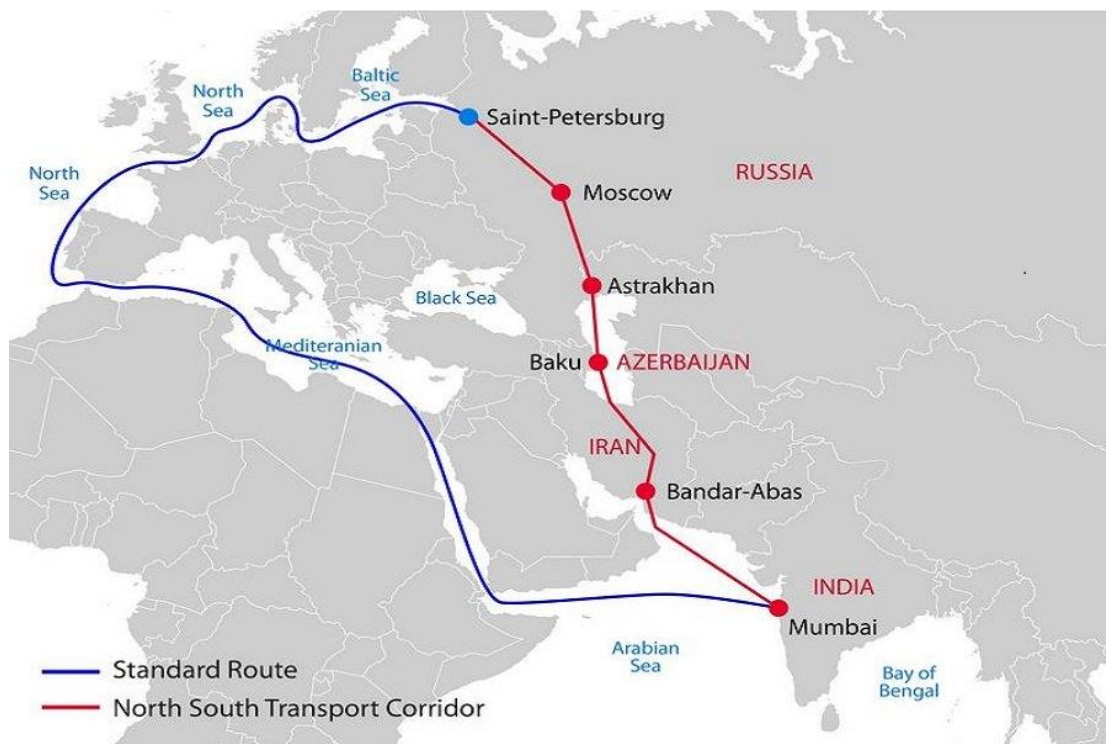 North
Sea
Baltic
Sea
Saint-Petersburg
North
Sea
RUSSIA
Moscow
Astrakhan
Black Sea
Mediteranian
Sea
Baku
AZERBAIJAN
IRAN
Bandar-Abas
INDIA
Mumbai
Arabian
Sea
Bay of
Bengal
Standard Route
North South Transport Corridor